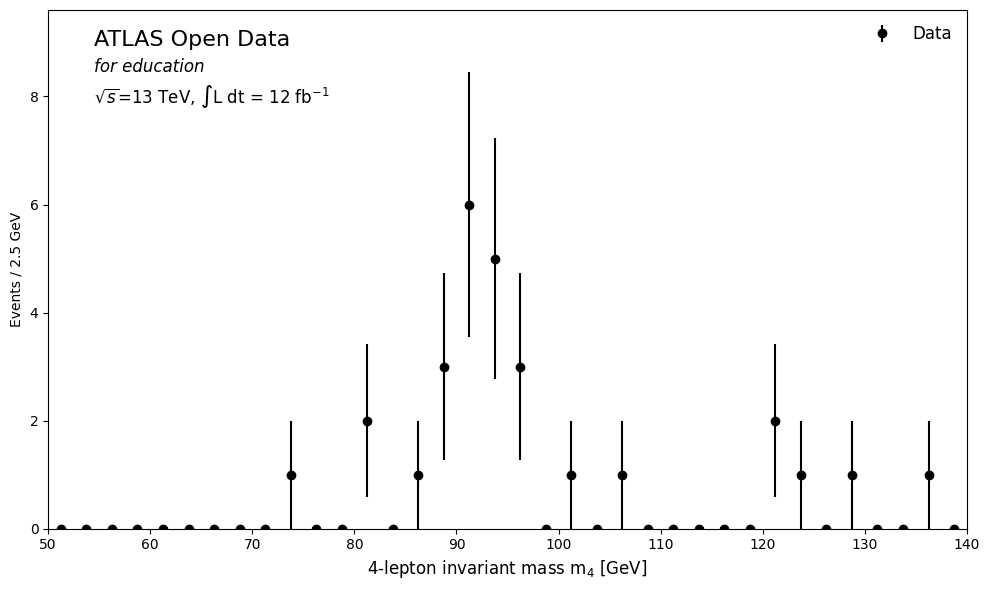 ATLAS Open Data
for education
√s=13 TeV, ∫L dt = 12 fb⁻¹
Data
Events / 2.5 GeV
8
6
4
2
0
50 60 70 80 90 100 110 120 130 140
4-lepton invariant mass m₄ [GeV]